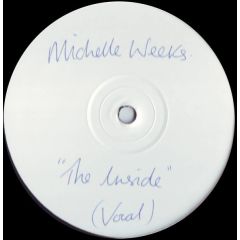 Michelle Weeks.
"The Inside"
(Vocal)